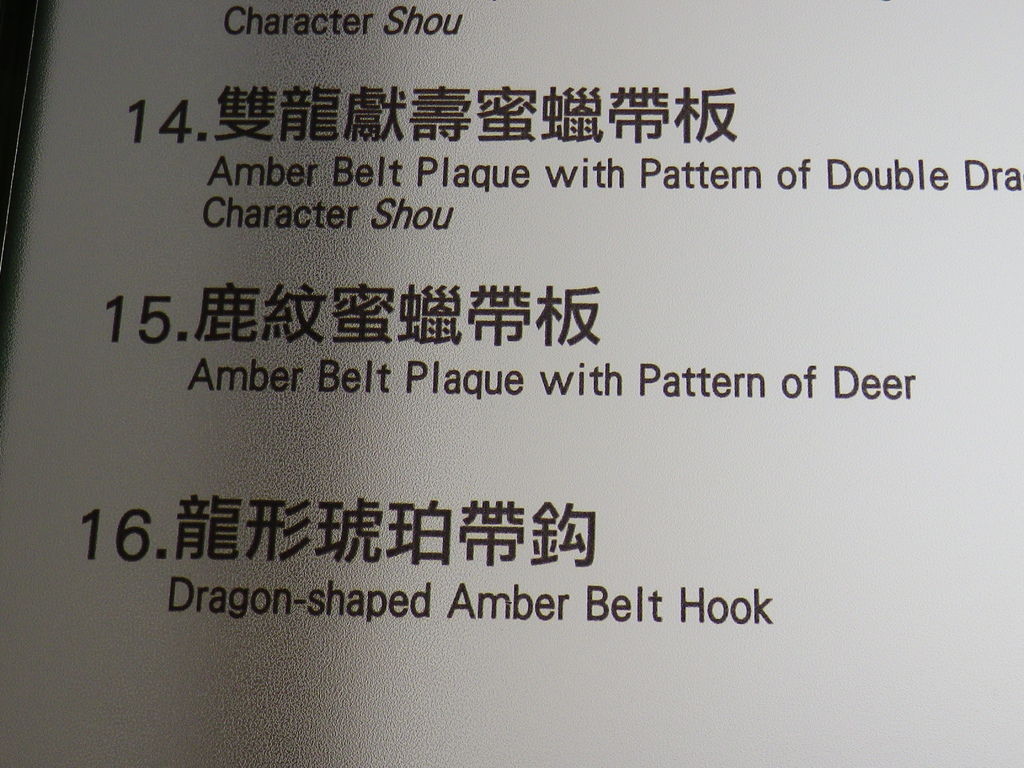 Character Shou
14.雙龍獻壽蜜蠟帶板
Amber Belt Plaque with Pattern of Double
Character Shou
15.鹿紋蜜蠟帶板
Amber Belt Plaque with Pattern of Deer
16.龍形琥珀帶鈎
Dragon-shaped Amber Belt Hook